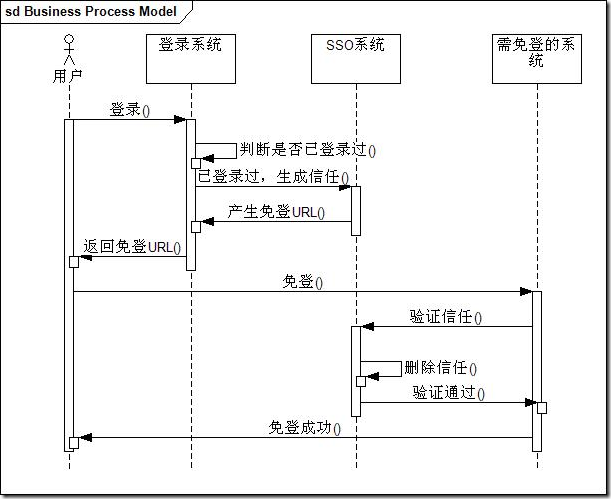 sd Business Process Model
用户
登录系统
SSO系统
需免登的系
统
登录()
判断是否已登录过()
已登录过，生成信任()
产生免登URL()
返回免登URL()
免登()
验证信任()
删除信任()
验证通过()
免登成功()